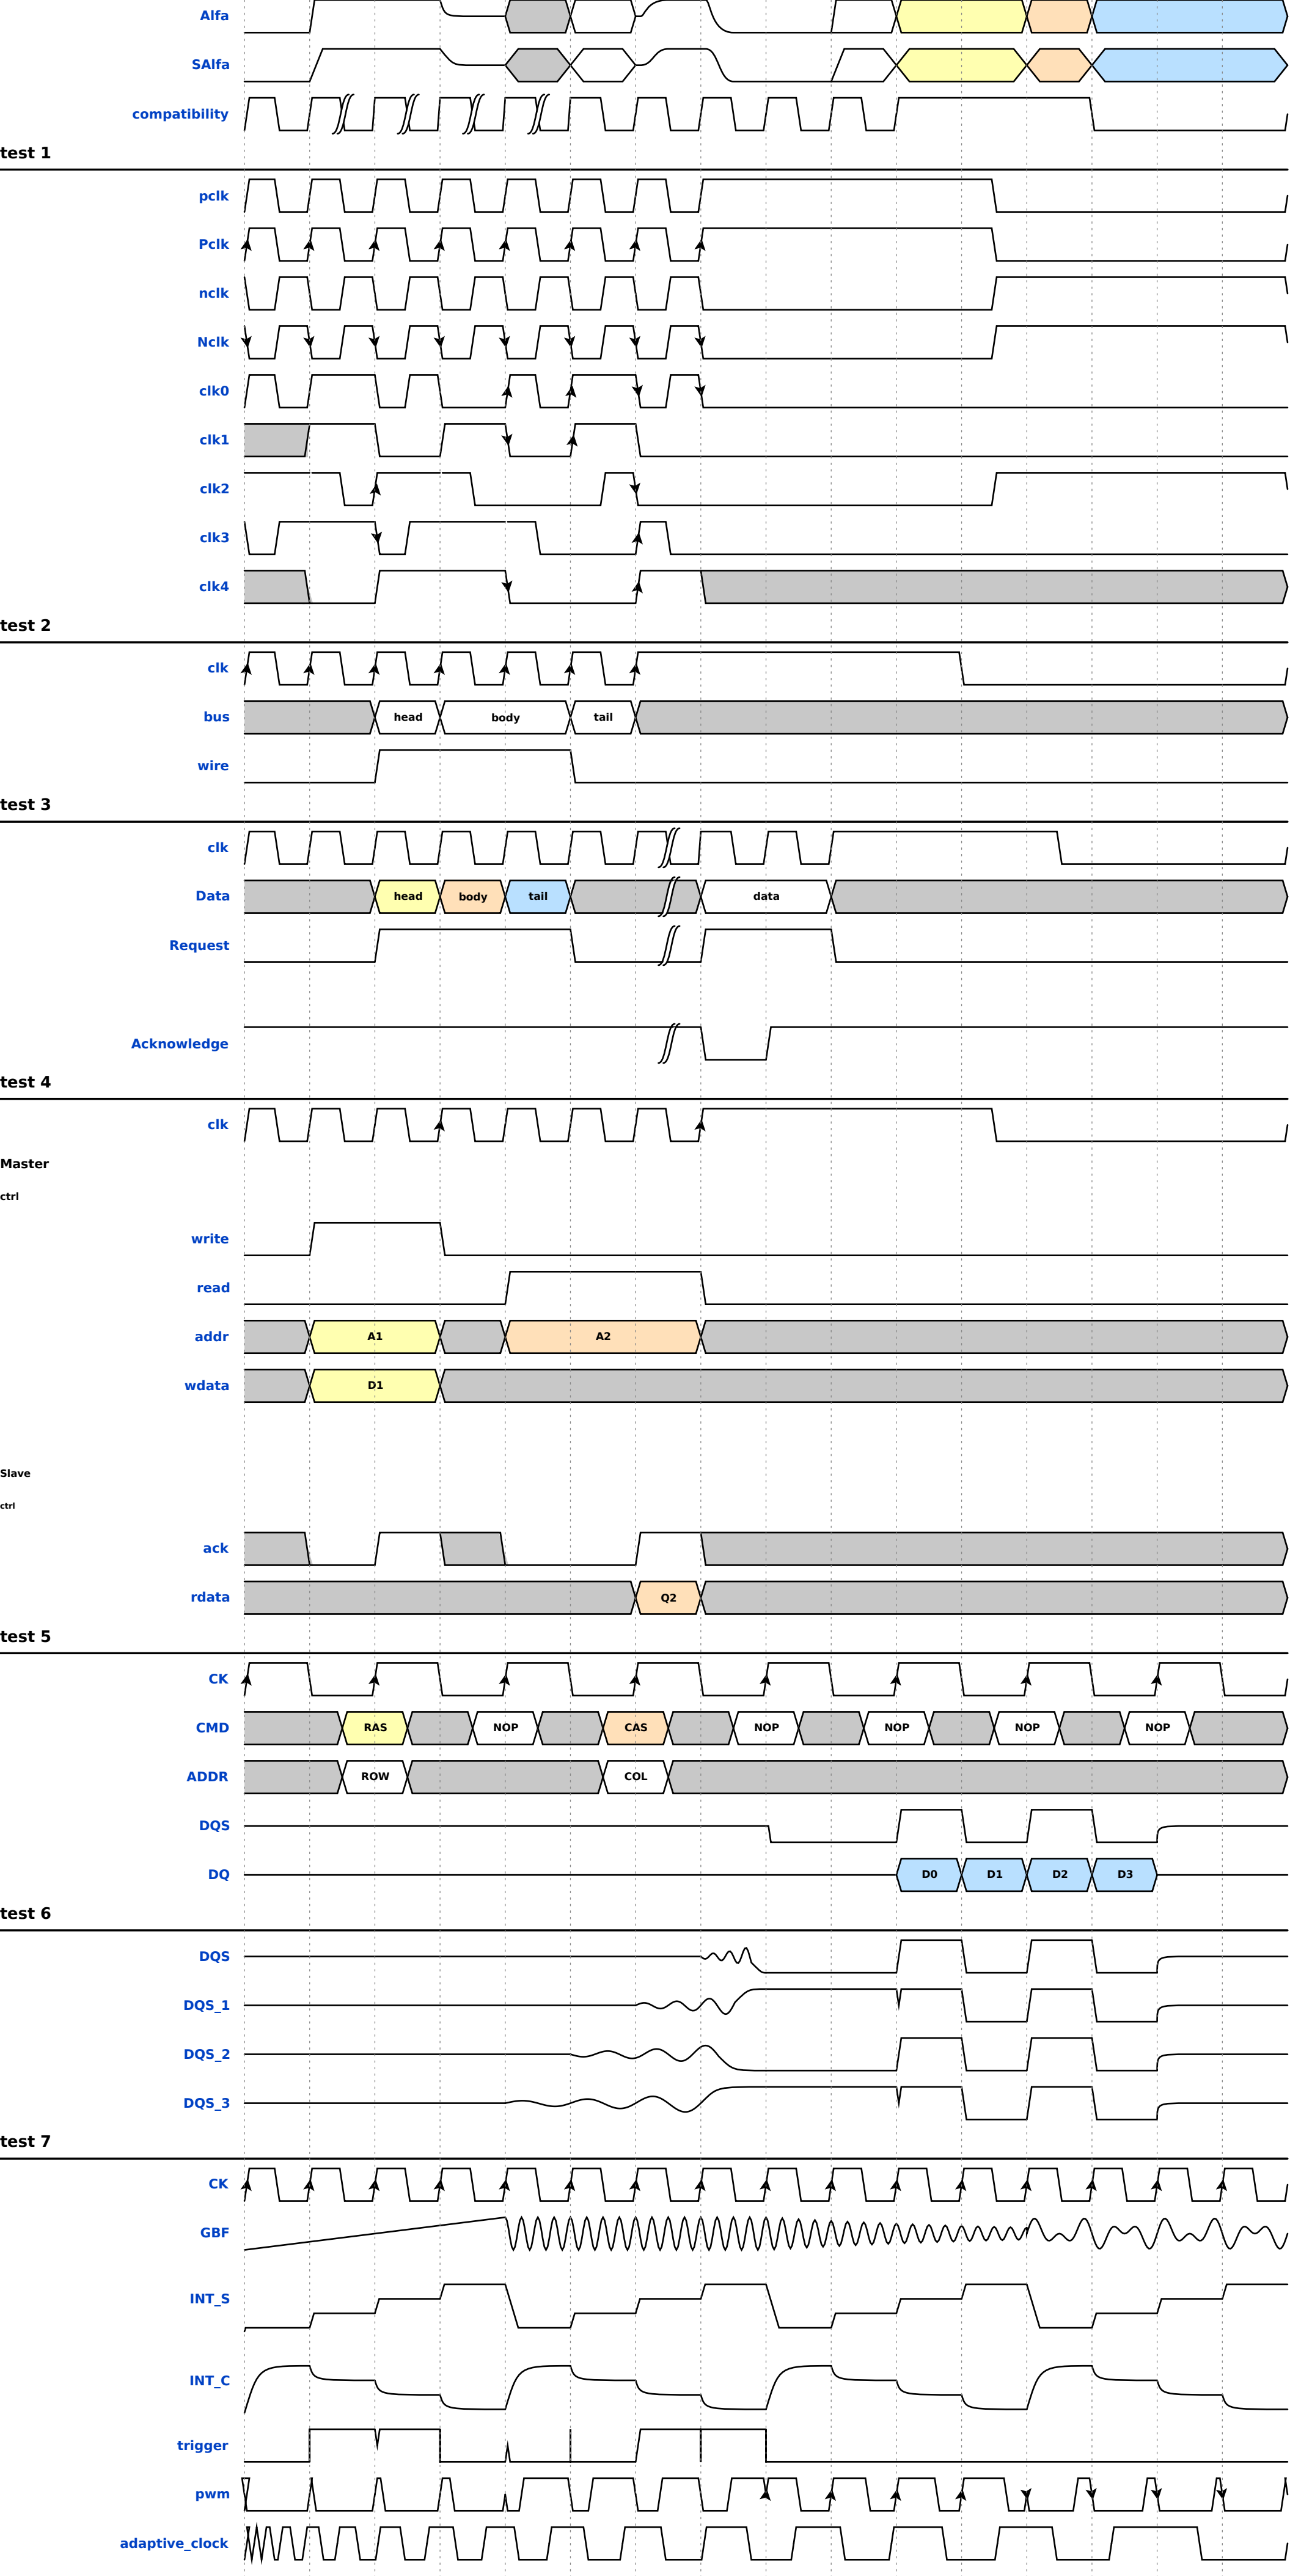 Alfa
SAlfa
compatibility
test 1
pclk
Pclk
nclk
Nclk
clk0
clk1
clk2
clk3
clk4
test 2
clk
bus head body tail
wire
test 3
clk
Data head body tail data
Request
Acknowledge
test 4
clk
Master
ctrl
write
read
addr A1 A2
wdata D1
Slave
ctrl
ack
rdata Q2
test 5
CK
CMD RAS NOP CAS NOP NOP NOP NOP
ADDR ROW COL
DQS
DQ D0 D1 D2 D3
test 6
DQS
DQS_1
DQS_2
DQS_3
test 7
CK
GBF
INT_S
INT_C
trigger
pwm
adaptive_clock